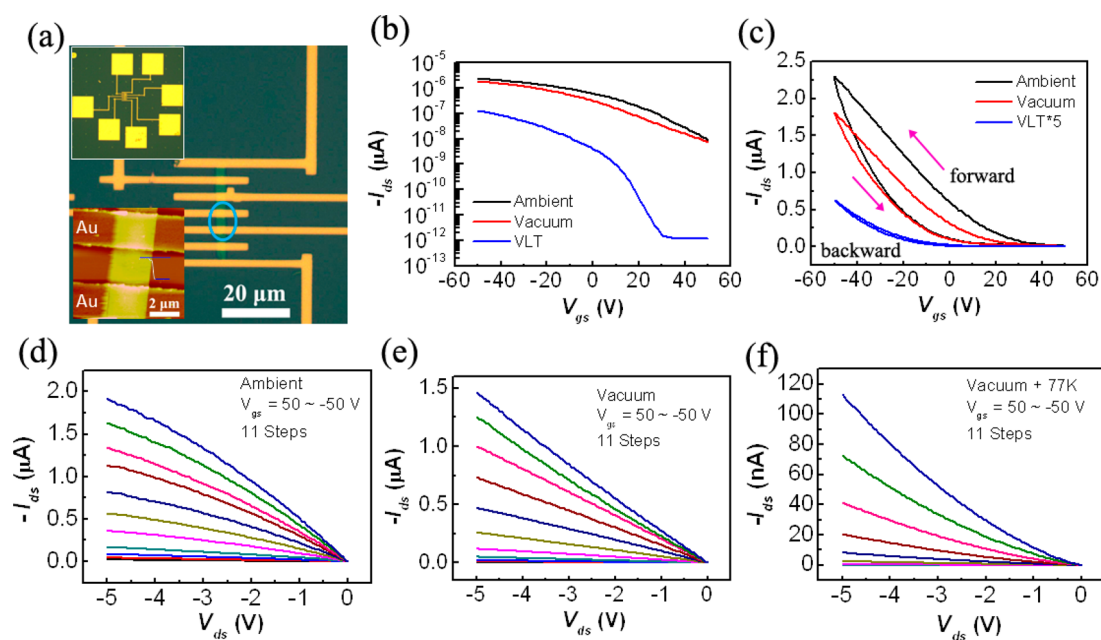 (a)
Au
Au
2 μm
20 μm
(b)
10⁻⁵
10⁻⁶
10⁻⁷
10⁻⁸
10⁻⁹
10⁻¹⁰
10⁻¹¹
10⁻¹²
10⁻¹³
-I_ds (μA)
Ambient
Vacuum
VLT
-60 -40 -20 0 20 40 60
V_gs (V)
(c)
2.5
2.0
1.5
1.0
0.5
0.0
-I_ds (μA)
Ambient
Vacuum
VLT*5
forward
backward
-60 -40 -20 0 20 40 60
V_gs (V)
(d)
2.0
1.5
1.0
0.5
0.0
- I_ds (μA)
Ambient
V_gs = 50 ~ -50 V
11 Steps
-5 -4 -3 -2 -1 0
V_ds (V)
(e)
1.5
1.0
0.5
0.0
-I_ds (μA)
Vacuum
V_gs = 50 ~ -50 V
11 Steps
-5 -4 -3 -2 -1 0
V_ds (V)
(f)
120
100
80
60
40
20
0
-I_ds (nA)
Vacuum + 77K
V_gs = 50 ~ -50 V
11 Steps
-5 -4 -3 -2 -1 0
V_ds (V)